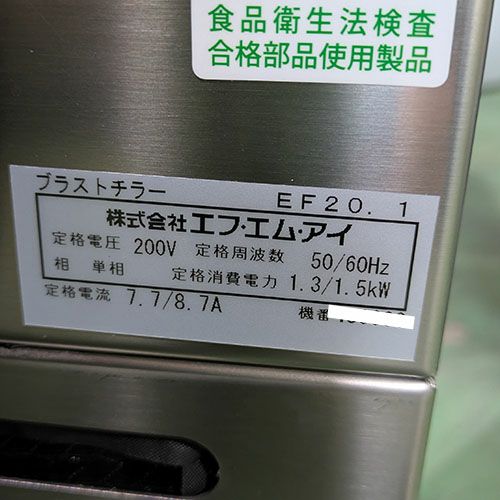 食品衛生法検査
合格部品使用製品
ブラストチラー EF20.1
株式会社エフ・エム・アイ
定格電圧 200V 定格周波数 50/60Hz
相 単相 定格消費電力 1.3/1.5kW
定格電流 7.7/8.7A 機番